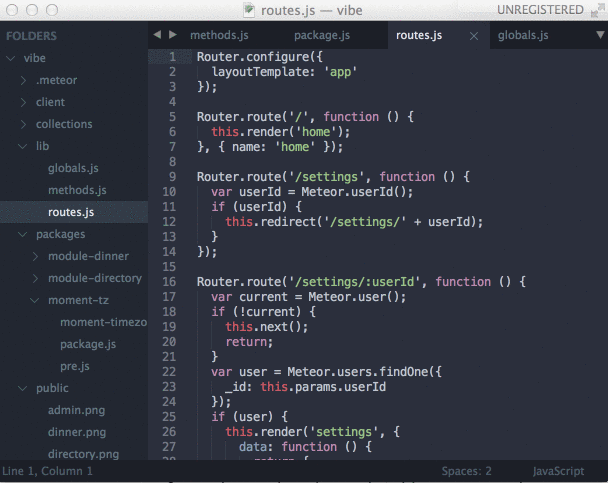 routes.js — vibe
UNREGISTERED
FOLDERS
vibe
.meteor
client
collections
lib
globals.js
methods.js
routes.js
packages
module-dinner
module-directory
moment-tz
moment-timezo
package.js
pre.js
public
admin.png
dinner.png
directory.png
methods.js package.js routes.js globals.js
1 Router.configure({
2 layoutTemplate: 'app'
3 });
4
5 Router.route('/', function () {
6 this.render('home');
7 }, { name: 'home' });
8
9 Router.route('/settings', function () {
10 var userId = Meteor.userId();
11 if (userId) {
12 this.redirect('/settings/' + userId);
13 }
14 });
15
16 Router.route('/settings/:userId', function () {
17 var current = Meteor.user();
18 if (!current) {
19 this.next();
20 return;
21 }
22 var user = Meteor.users.findOne({
23 _id: this.params.userId
24 });
25 if (user) {
26 this.render('settings', {
27 data: function () {
28 return {
Line 1, Column 1
Spaces: 2
JavaScript